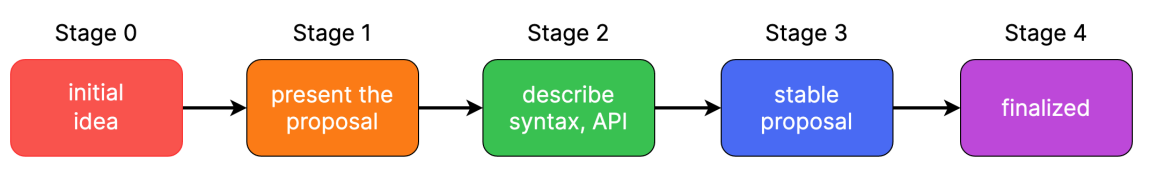 Stage 0
Stage 1
Stage 2
Stage 3
Stage 4
initial
idea
present the
proposal
describe
syntax, API
stable
proposal
finalized